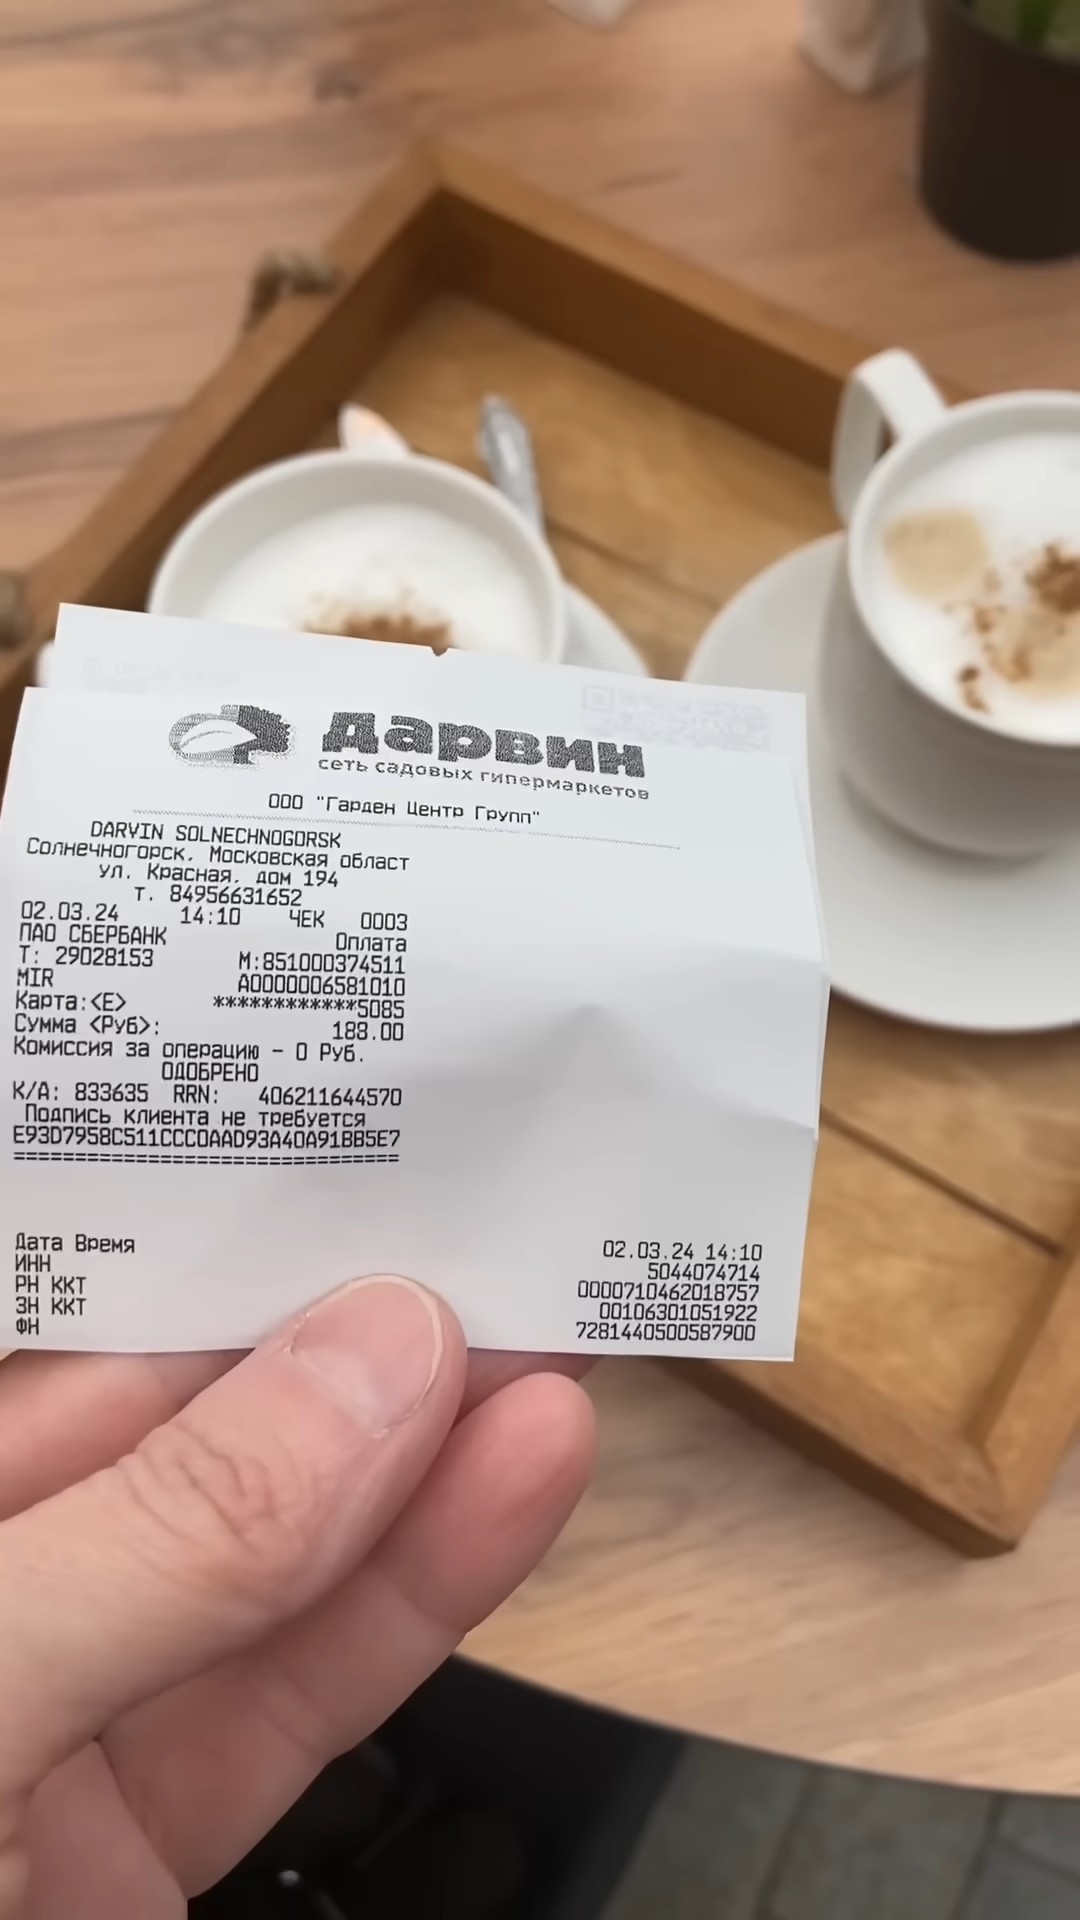 дарвин
сеть садовых гипермаркетов
ООО "Гарден Центр Групп"
DARVIN SOLNECHNOGORSK
Солнечногорск, Московская област
ул. Красная, дом 194
т. 84956631652
02.03.24 14:10 ЧЕК 0003
ПАО СБЕРБАНК Оплата
Т: 29028153 М:851000374511
MIR A0000006581010
Карта:<E> ************5085
Сумма <Руб>: 188.00
Комиссия за операцию - 0 Руб.
ОДОБРЕНО
К/А: 833635 RRN: 406211644570
Подпись клиента не требуется
E93D7958C511CCC0AAD93A40A91BB5E7
================================
Дата Время 02.03.24 14:10
ИНН 5044074714
РН ККТ 0000710462018757
ЗН ККТ 00106301051922
ФН 7281440500587900